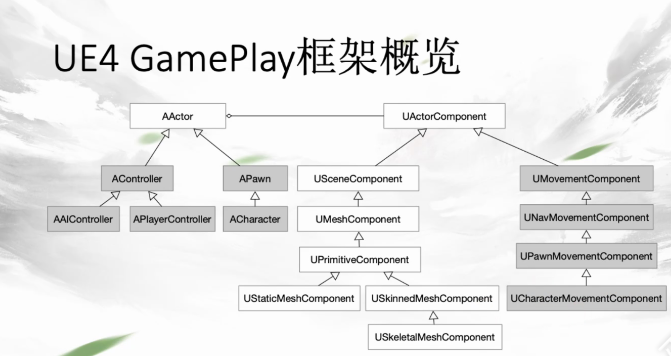 UE4 GamePlay框架概览
AActor
UActorComponent
AController
APawn
USceneComponent
UMovementComponent
AAIController
APlayerController
ACharacter
UMeshComponent
UNavMovementComponent
UPrimitiveComponent
UPawnMovementComponent
UStaticMeshComponent
USkinnedMeshComponent
UCharacterMovementComponent
USkeletalMeshComponent